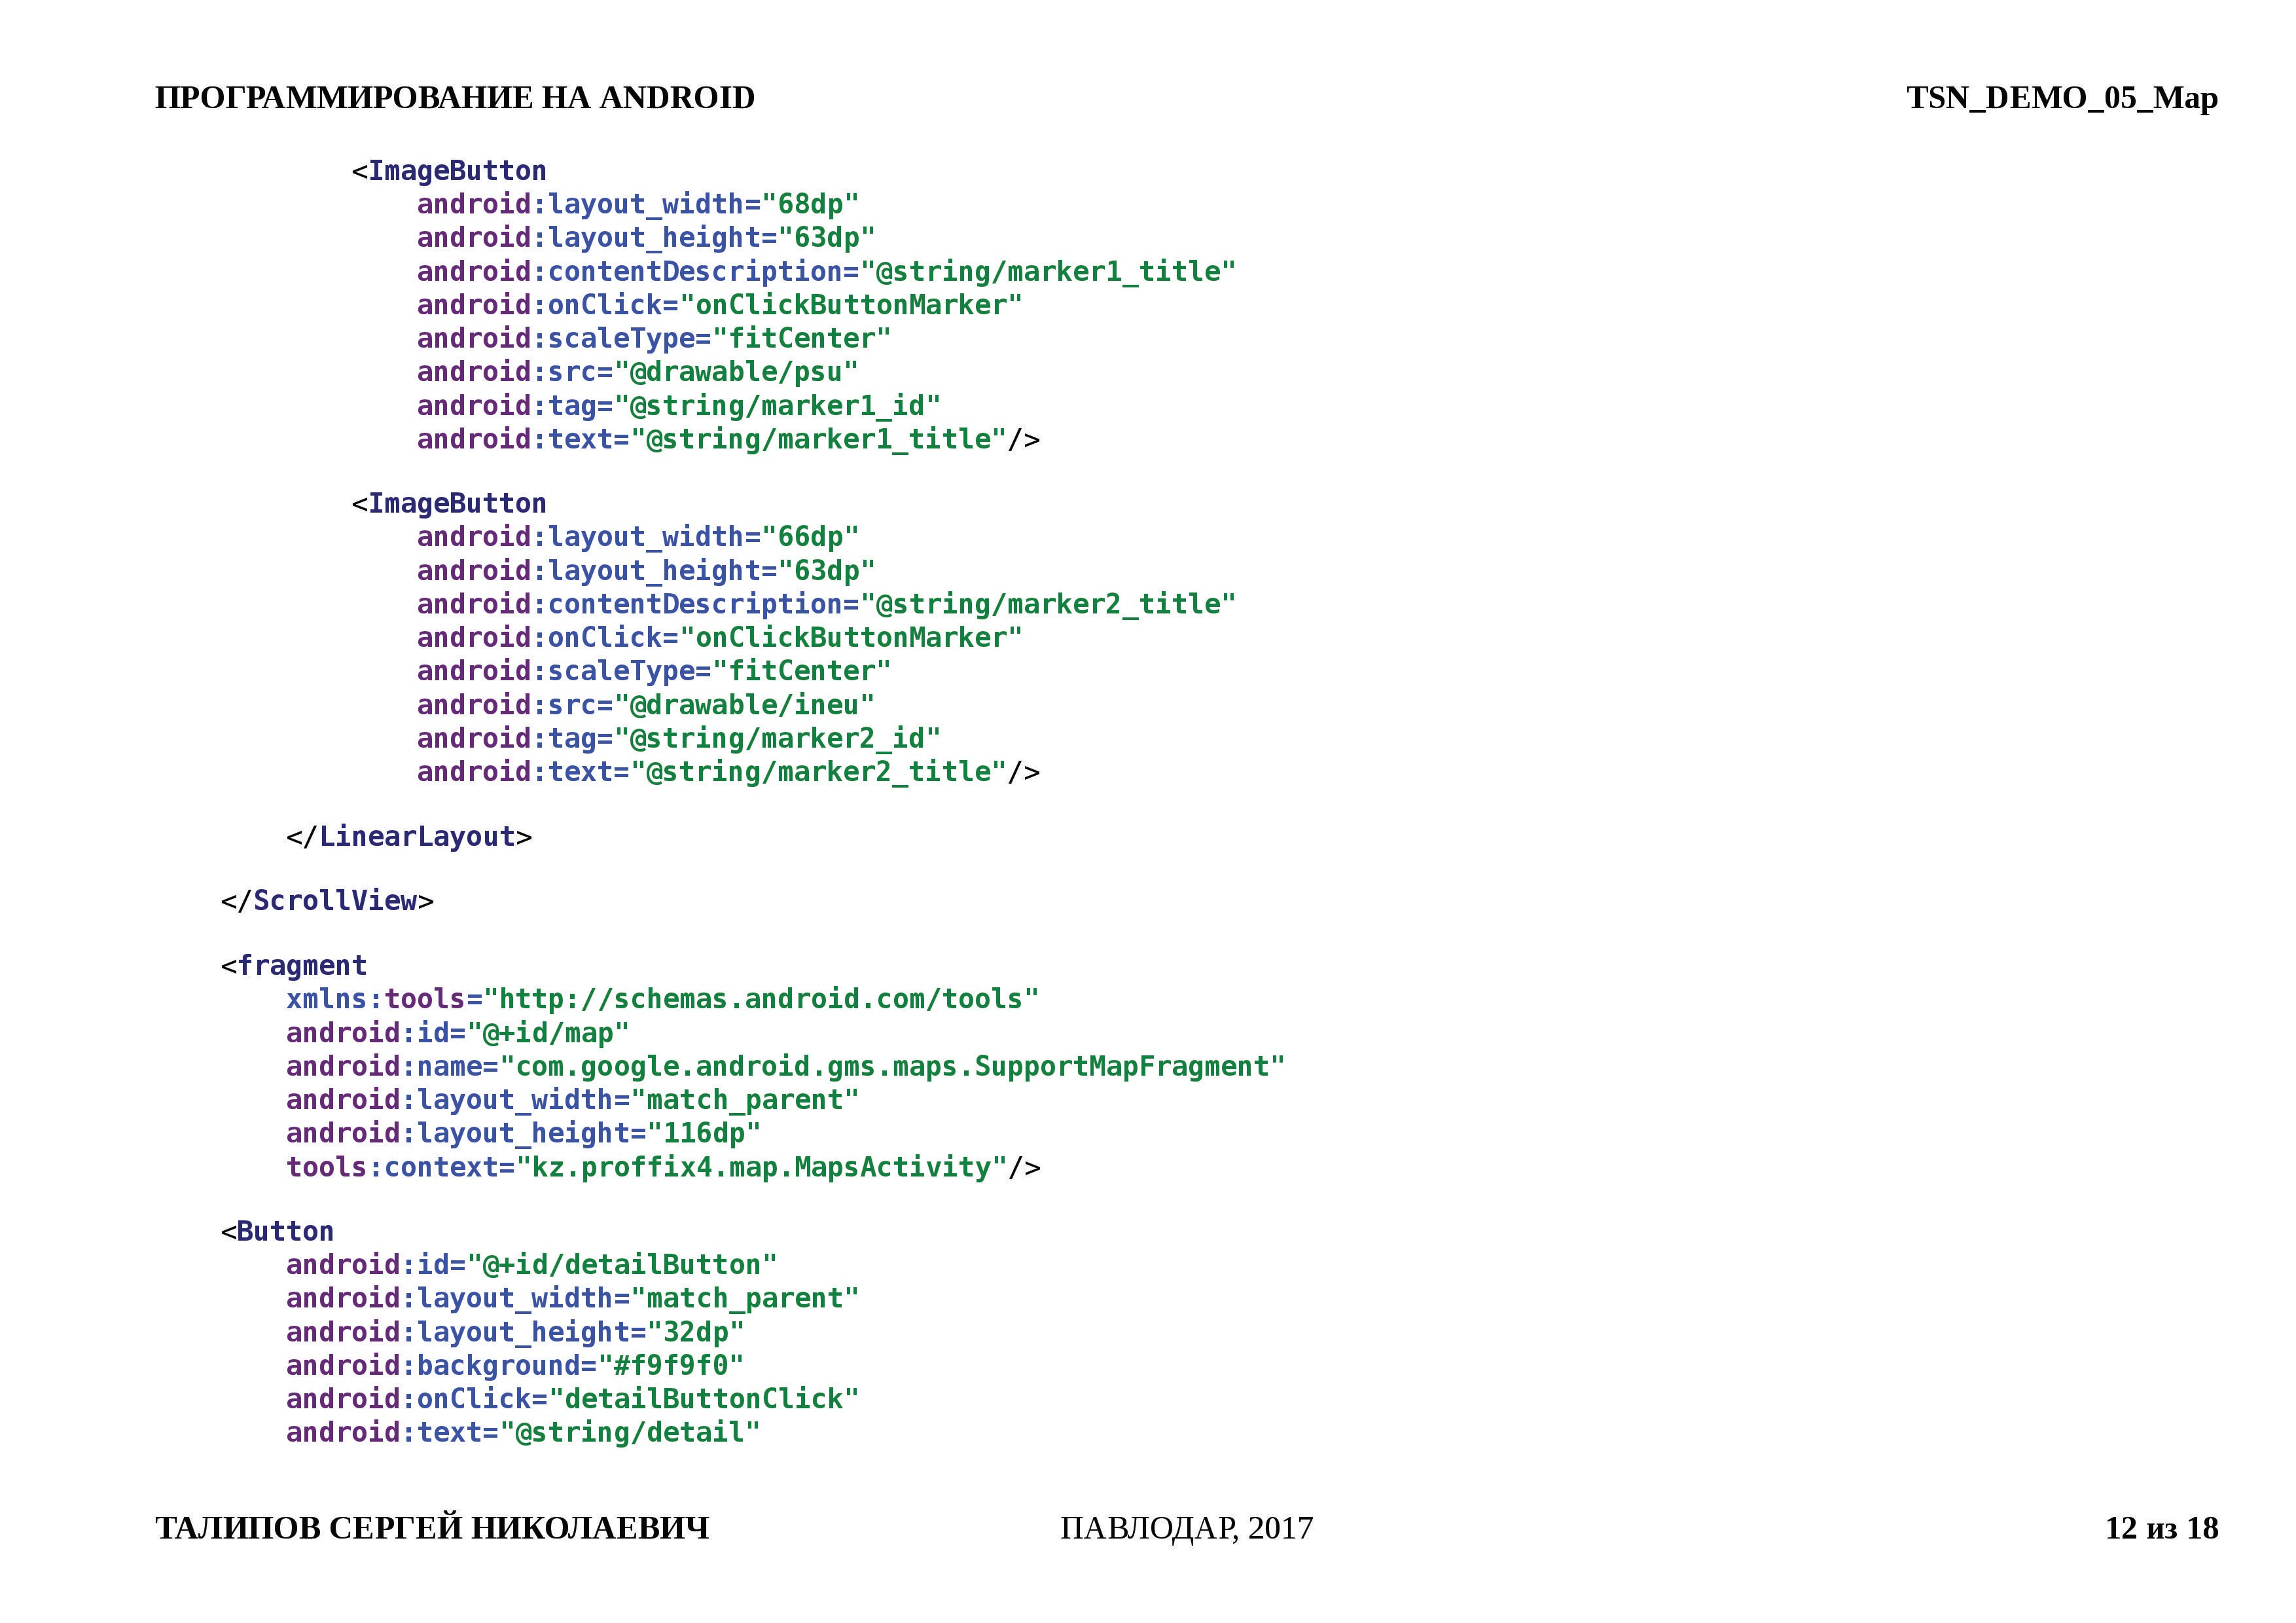 ПРОГРАММИРОВАНИЕ НА ANDROID TSN_DEMO_05_Map
<ImageButton
android:layout_width="68dp"
android:layout_height="63dp"
android:contentDescription="@string/marker1_title"
android:onClick="onClickButtonMarker"
android:scaleType="fitCenter"
android:src="@drawable/psu"
android:tag="@string/marker1_id"
android:text="@string/marker1_title"/>
<ImageButton
android:layout_width="66dp"
android:layout_height="63dp"
android:contentDescription="@string/marker2_title"
android:onClick="onClickButtonMarker"
android:scaleType="fitCenter"
android:src="@drawable/ineu"
android:tag="@string/marker2_id"
android:text="@string/marker2_title"/>
</LinearLayout>
</ScrollView>
<fragment
xmlns:tools="http://schemas.android.com/tools"
android:id="@+id/map"
android:name="com.google.android.gms.maps.SupportMapFragment"
android:layout_width="match_parent"
android:layout_height="116dp"
tools:context="kz.proffix4.map.MapsActivity"/>
<Button
android:id="@+id/detailButton"
android:layout_width="match_parent"
android:layout_height="32dp"
android:background="#f9f9f0"
android:onClick="detailButtonClick"
android:text="@string/detail"
ТАЛИПОВ СЕРГЕЙ НИКОЛАЕВИЧ ПАВЛОДАР, 2017 12 из 18